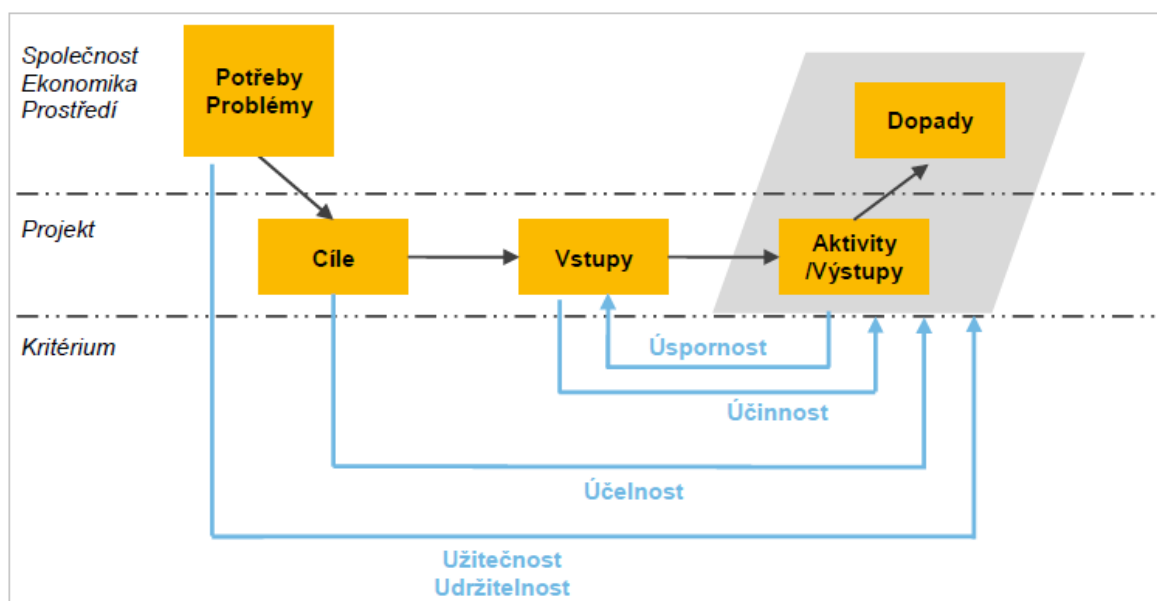 Společnost
Ekonomika
Prostředí
Potřeby
Problémy
Dopady
Projekt
Cíle
Vstupy
Aktivity
/Výstupy
Kritérium
Úspornost
Účinnost
Účelnost
Užitečnost
Udržitelnost